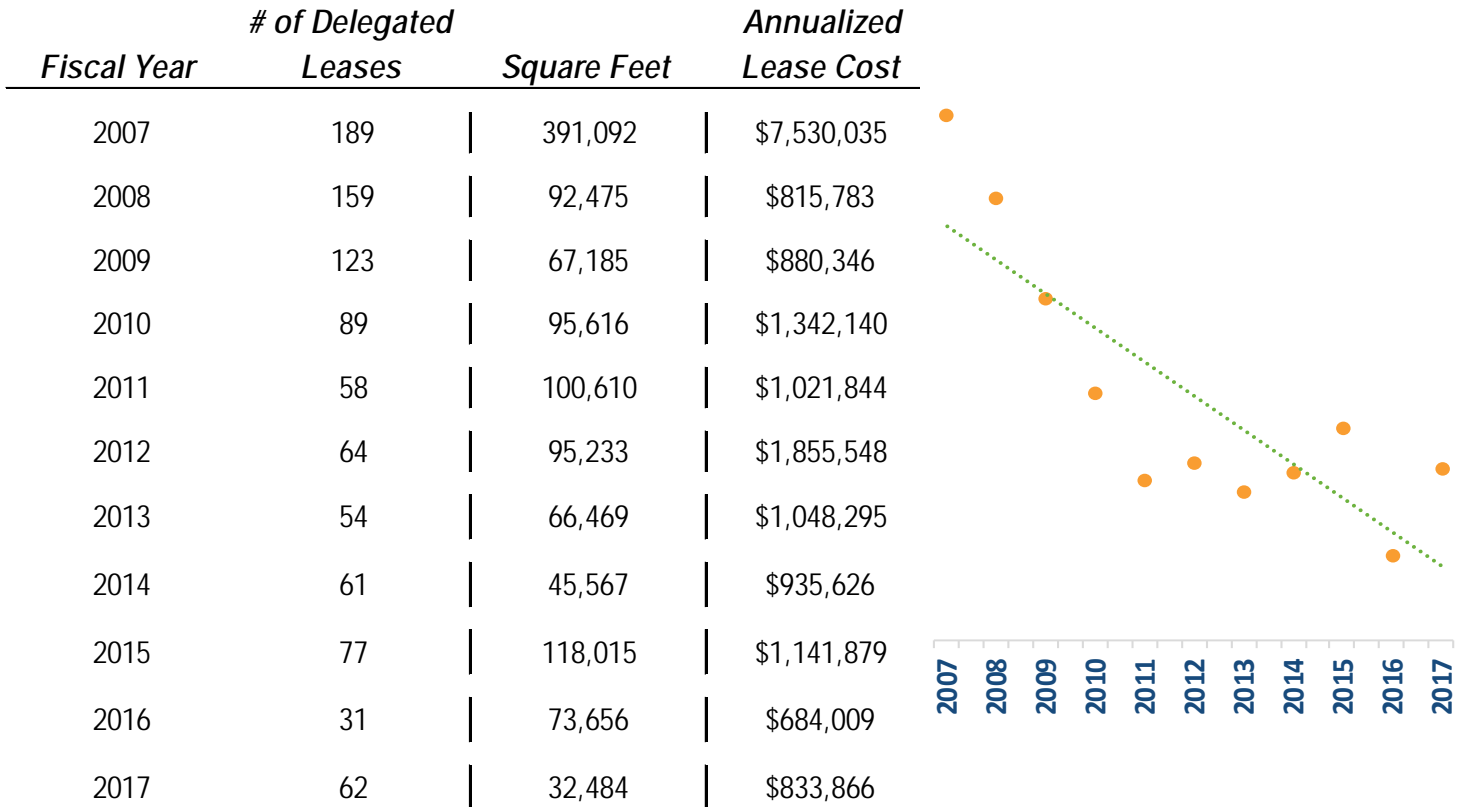 # of Delegated Annualized
Fiscal Year Leases Square Feet Lease Cost
2007 189 391,092 $7,530,035
2008 159 92,475 $815,783
2009 123 67,185 $880,346
2010 89 95,616 $1,342,140
2011 58 100,610 $1,021,844
2012 64 95,233 $1,855,548
2013 54 66,469 $1,048,295
2014 61 45,567 $935,626
2015 77 118,015 $1,141,879
2016 31 73,656 $684,009
2017 62 32,484 $833,866
2007 2008 2009 2010 2011 2012 2013 2014 2015 2016 2017